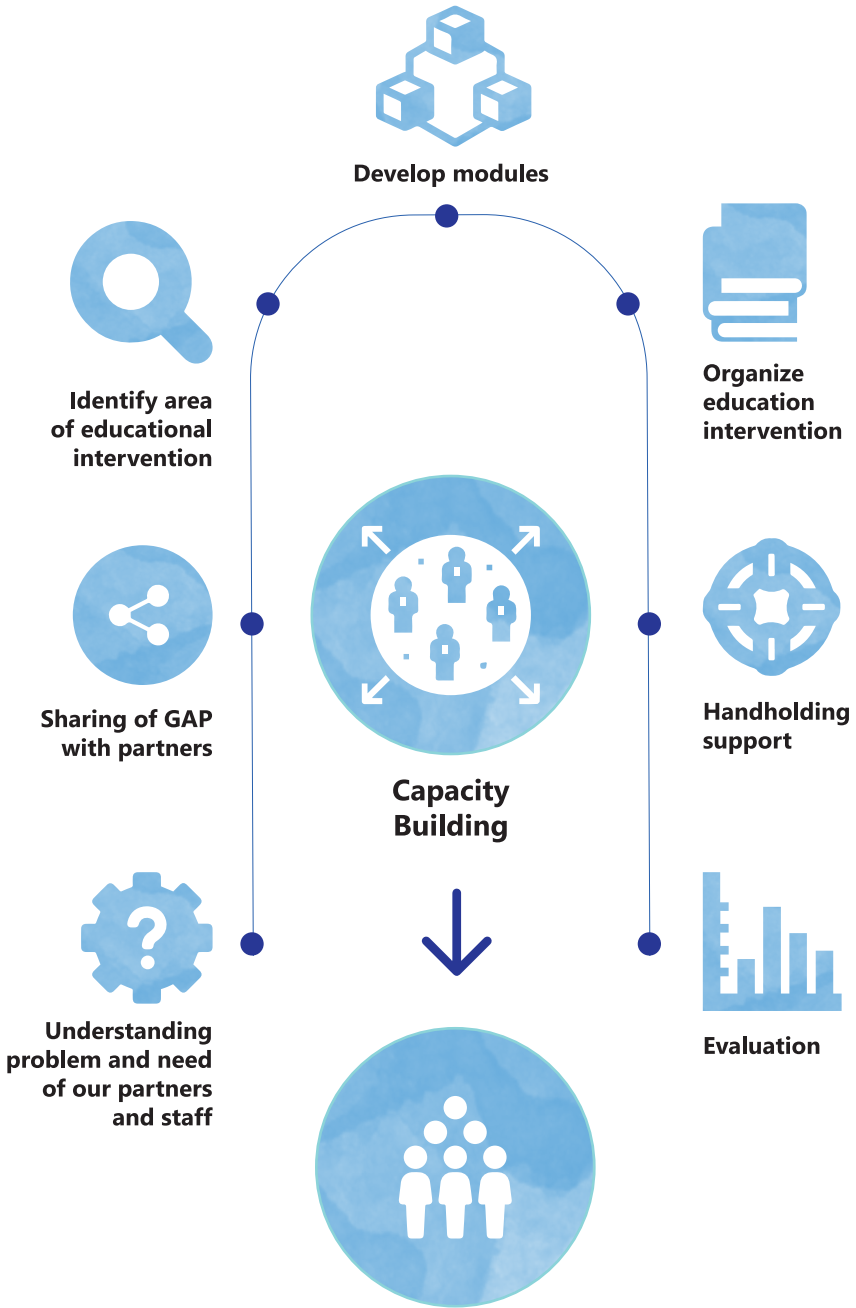 Develop modules
Identify area
of educational
intervention
Organize
education
intervention
Sharing of GAP
with partners
Handholding
support
Capacity
Building
Understanding
problem and need
of our partners
and staff
Evaluation